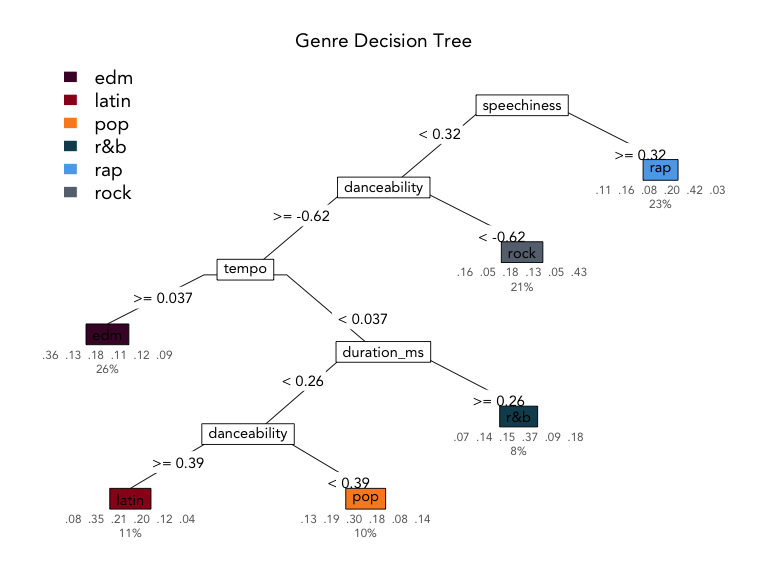 Genre Decision Tree
edm
latin
pop
r&b
rap
rock
speechiness
< 0.32
>= 0.32
rap
.11 .16 .08 .20 .42 .03
23%
danceability
>= -0.62
< -0.62
rock
.16 .05 .18 .13 .05 .43
21%
tempo
>= 0.037
< 0.037
edm
.36 .13 .18 .11 .12 .09
26%
duration_ms
< 0.26
>= 0.26
r&b
.07 .14 .15 .37 .09 .18
8%
danceability
>= 0.39
< 0.39
latin
.08 .35 .21 .20 .12 .04
11%
pop
.13 .19 .30 .18 .08 .14
10%